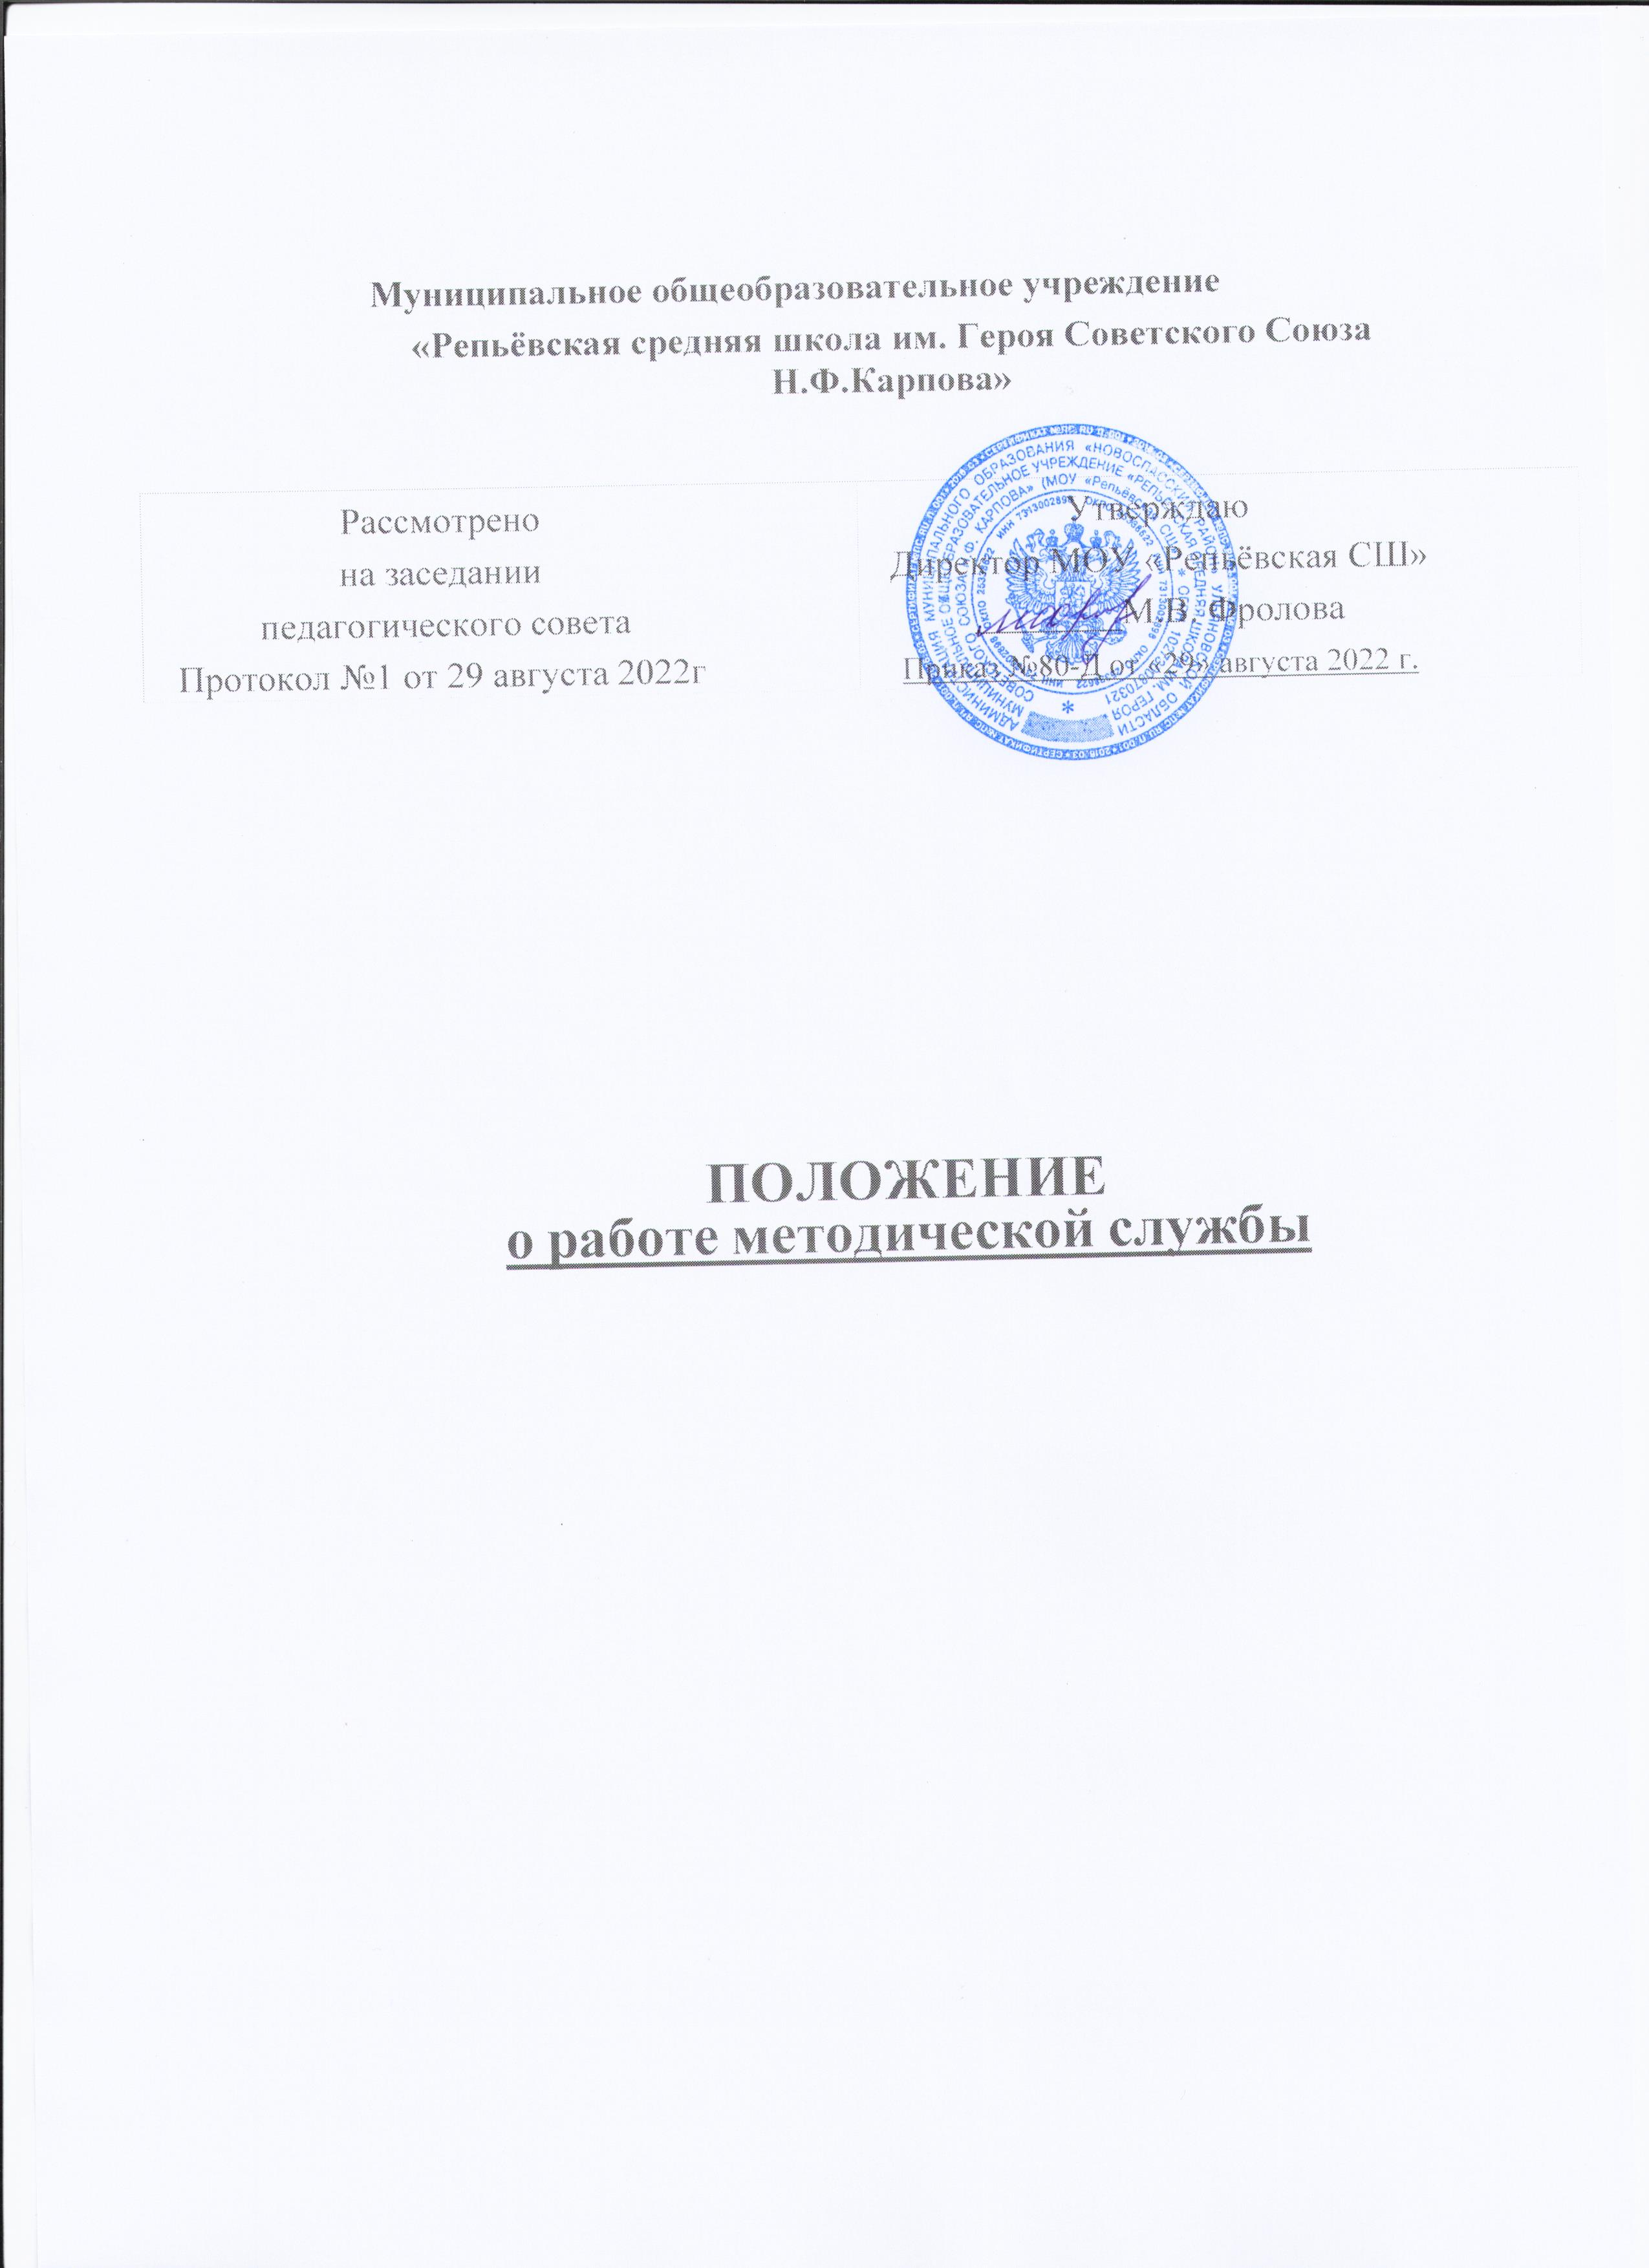 Муниципальное общеобразовательное учреждение
«Репьёвская средняя школа им. Героя Советского Союза
Н.Ф.Карпова»
Рассмотрено
на заседании
педагогического совета
Протокол №1 от 29 августа 2022г
Утверждаю
Директор МОУ «Репьёвская СШ»
М.В. Фролова
Приказ №80-Д от «29» августа 2022 г.
ПОЛОЖЕНИЕ
о работе методической службы